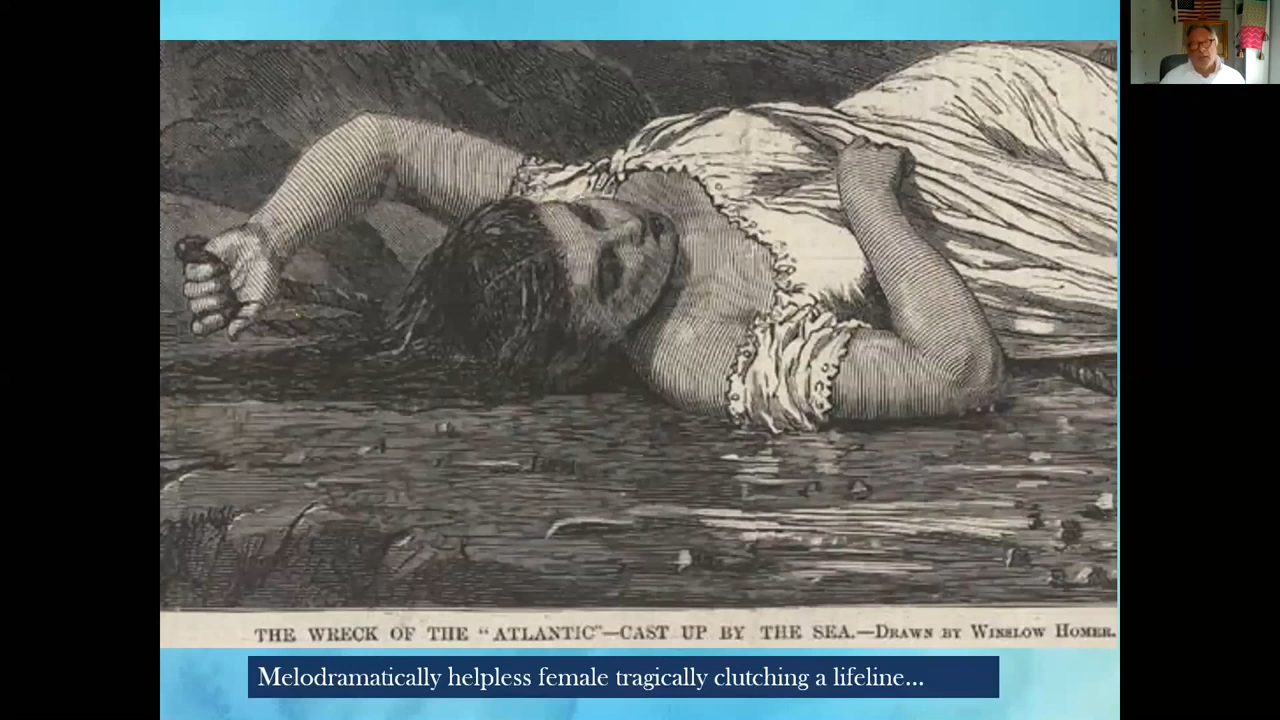 THE WRECK OF THE "ATLANTIC"—CAST UP BY THE SEA.—DRAWN BY WINSLOW HOMER.
Melodramatically helpless female tragically clutching a lifeline...